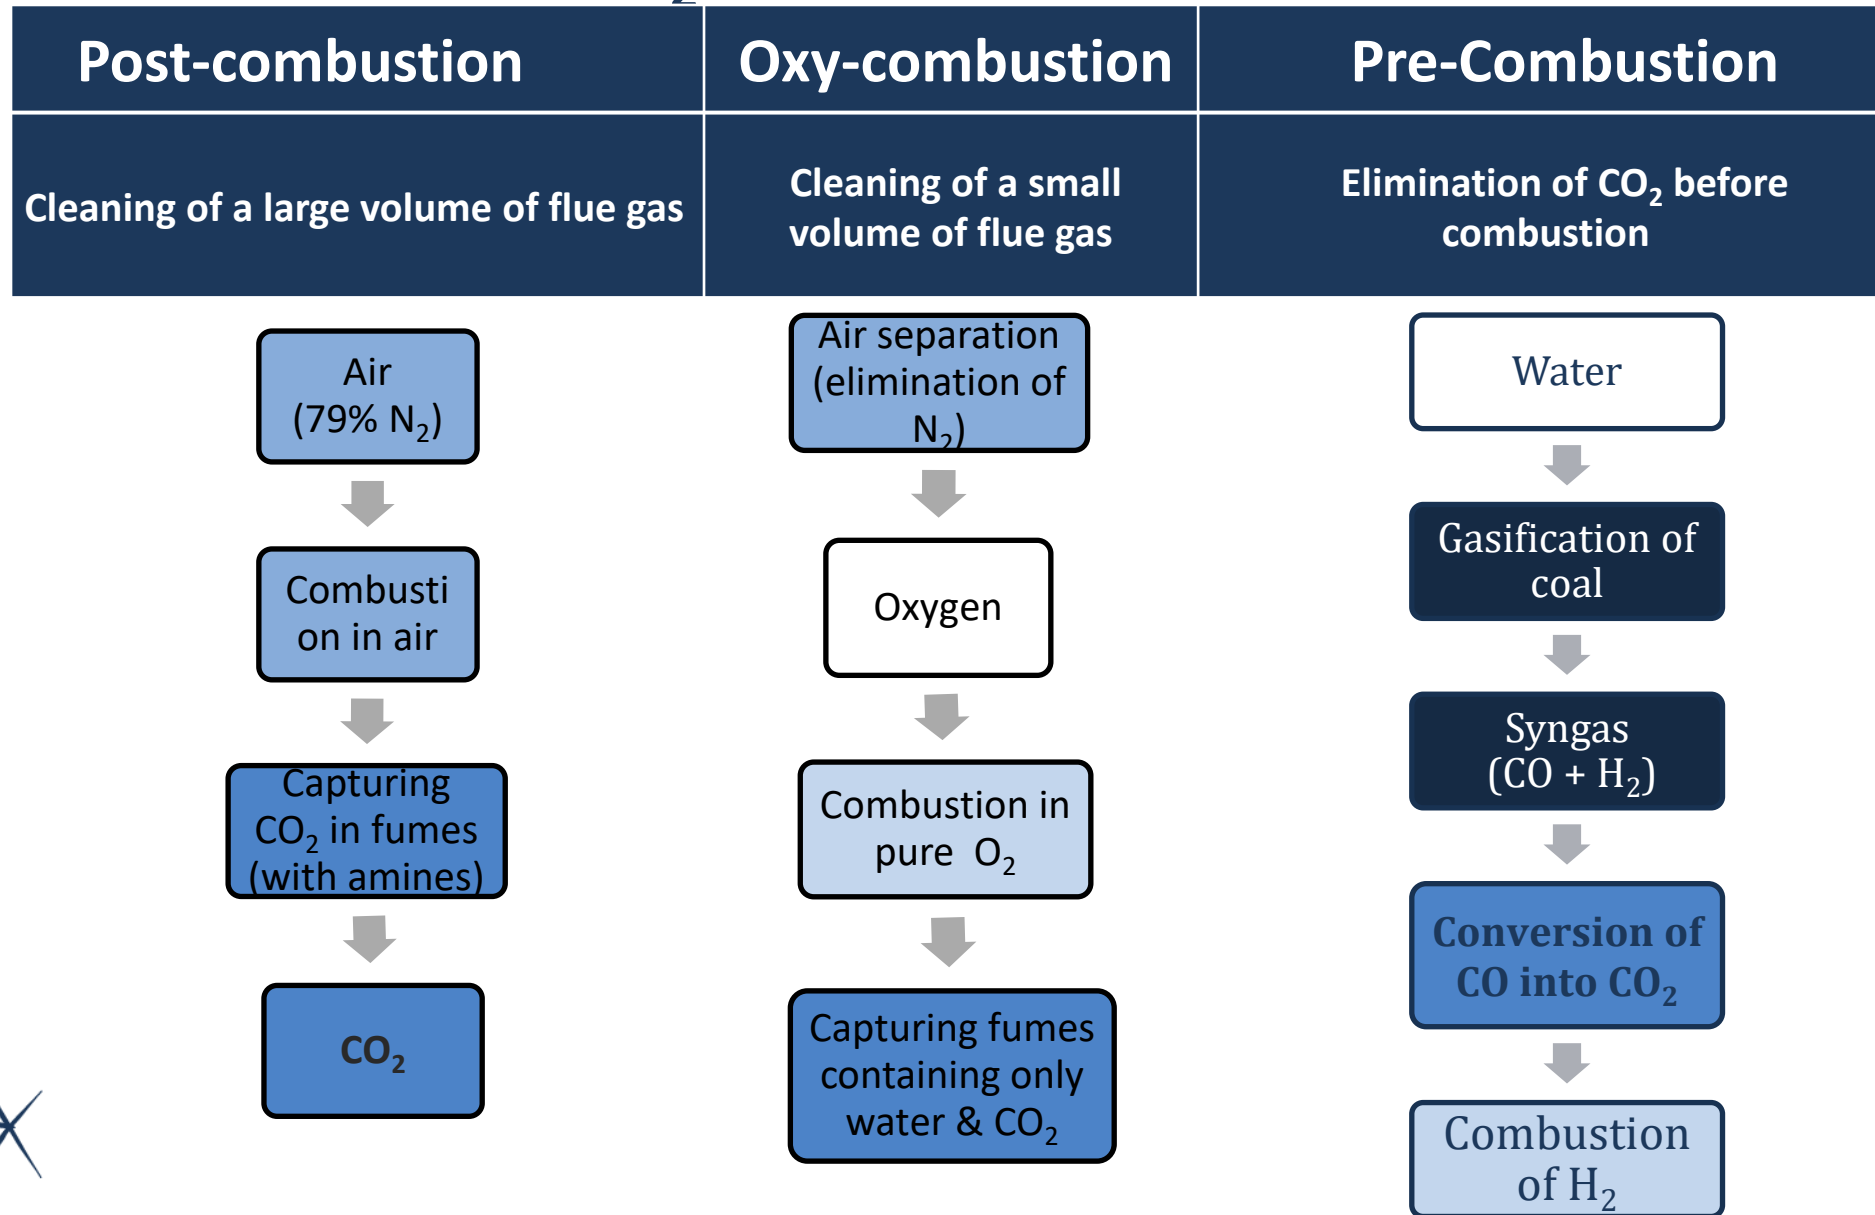 2
Post-combustion
Oxy-combustion
Pre-Combustion
Cleaning of a large volume of flue gas
Cleaning of a small
volume of flue gas
Elimination of CO₂ before
combustion
Air
(79% N₂)
Combusti
on in air
Capturing
CO₂ in fumes
(with amines)
CO₂
Air separation
(elimination of
N₂)
Oxygen
Combustion in
pure O₂
Capturing fumes
containing only
water & CO₂
Water
Gasification of
coal
Syngas
(CO + H₂)
Conversion of
CO into CO₂
Combustion
of H₂